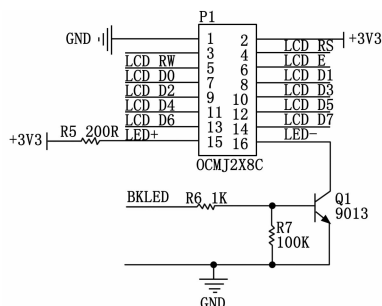 P1
GND 1 2 +3V3
3 4 LCD RS
LCD RW 5 6 LCD E
LCD D0 7 8 LCD D1
LCD D2 9 10 LCD D3
LCD D4 11 12 LCD D5
LCD D6 13 14 LCD D7
+3V3 R5 200R LED+ 15 16 LED-
OCMJ2X8C
BKLED R6 1K Q1
9013
R7
100K
GND